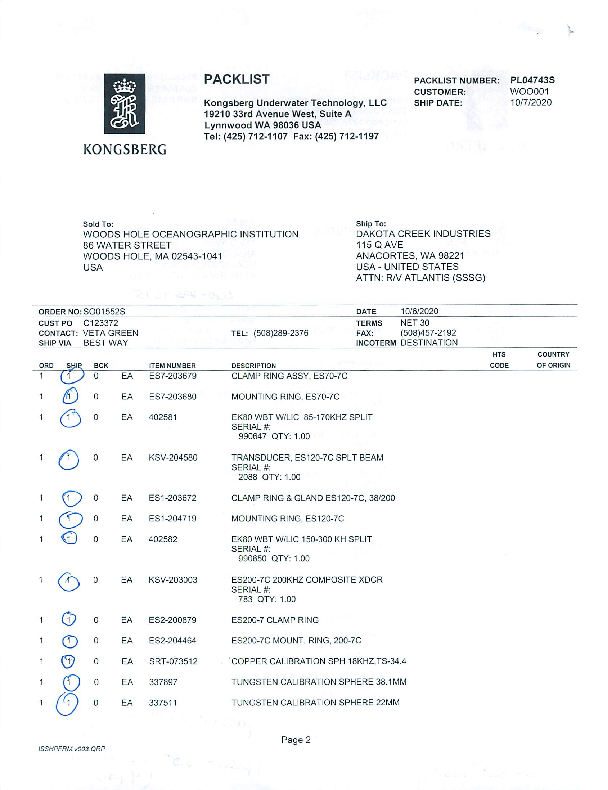 PACKLIST
PACKLIST NUMBER: PL04743S
CUSTOMER: WOO001
SHIP DATE: 10/7/2020
Kongsberg Underwater Technology, LLC
19210 33rd Avenue West, Suite A
Lynnwood WA 98036 USA
Tel: (425) 712-1107 Fax: (425) 712-1197
KONGSBERG
Sold To:
WOODS HOLE OCEANOGRAPHIC INSTITUTION
86 WATER STREET
WOODS HOLE, MA 02543-1041
USA
Ship To:
DAKOTA CREEK INDUSTRIES
115 Q AVE
ANACORTES, WA 98221
USA - UNITED STATES
ATTN: R/V ATLANTIS (SSSG)
ORDER NO: SO01552S DATE 10/6/2020
CUST PO C123372 TERMS NET 30
CONTACT: VETA GREEN TEL: (508)289-2376 FAX: (508)457-2192
SHIP VIA BEST WAY INCOTERM DESTINATION
HTS COUNTRY
ORD SHIP BCK ITEM NUMBER DESCRIPTION CODE OF ORIGIN
1 1 0 EA ES7-203679 CLAMP RING ASSY, ES70-7C
1 1 0 EA ES7-203680 MOUNTING RING, ES70-7C
1 1 0 EA 402581 EK80 WBT W/LIC 85-170KHZ SPLIT
SERIAL #:
990647 QTY: 1.00
1 1 0 EA KSV-204580 TRANSDUCER, ES120-7C SPLT BEAM
SERIAL #:
2088 QTY: 1.00
1 1 0 EA ES1-203672 CLAMP RING & GLAND ES120-7C, 38/200
1 1 0 EA ES1-204719 MOUNTING RING, ES120-7C
1 1 0 EA 402582 EK80 WBT W/LIC 150-300 KH SPLIT
SERIAL #:
990650 QTY: 1.00
1 1 0 EA KSV-203003 ES200-7C 200KHZ COMPOSITE XDCR
SERIAL #:
783 QTY: 1.00
1 1 0 EA ES2-200879 ES200-7 CLAMP RING
1 1 0 EA ES2-204464 ES200-7C MOUNT. RING, 200-7C
1 1 0 EA SRT-073512 COPPER CALIBRATION SPH 18KHZ,TS-34.4
1 1 0 EA 337897 TUNGSTEN CALIBRATION SPHERE 38.1MM
1 1 0 EA 337511 TUNGSTEN CALIBRATION SPHERE 22MM
Page 2
ISSHPERM v003.QRP